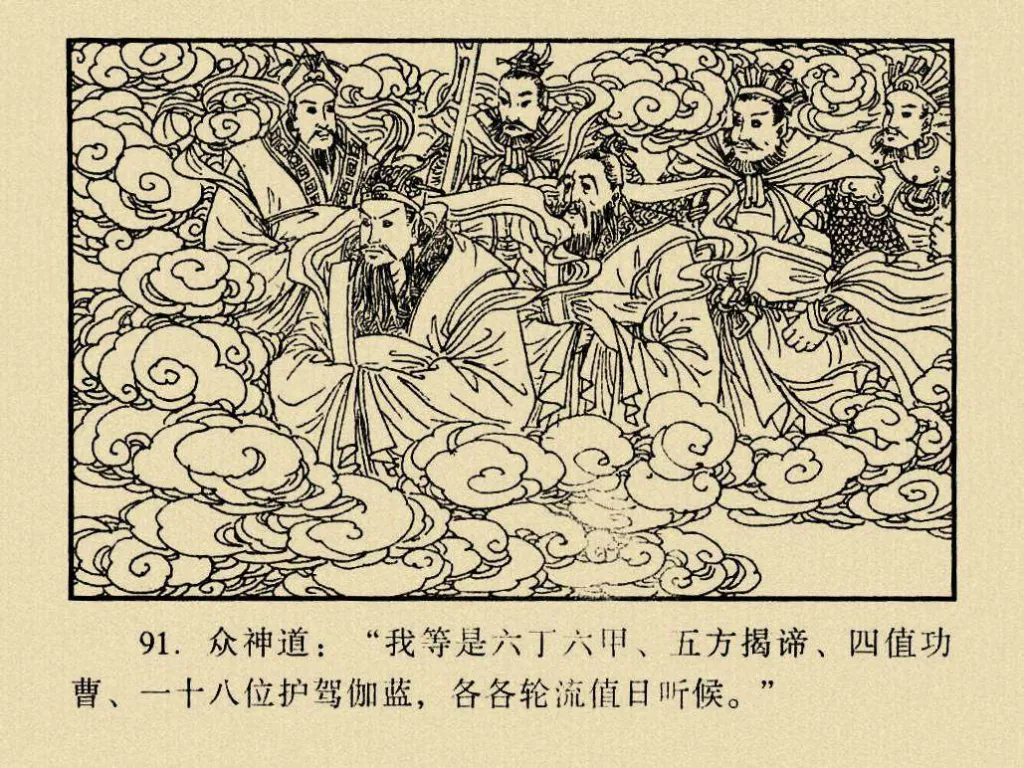 91. 众神道：“我等是六丁六甲、五方揭谛、四值功
曹、一十八位护驾伽蓝，各各轮流值日听候。”